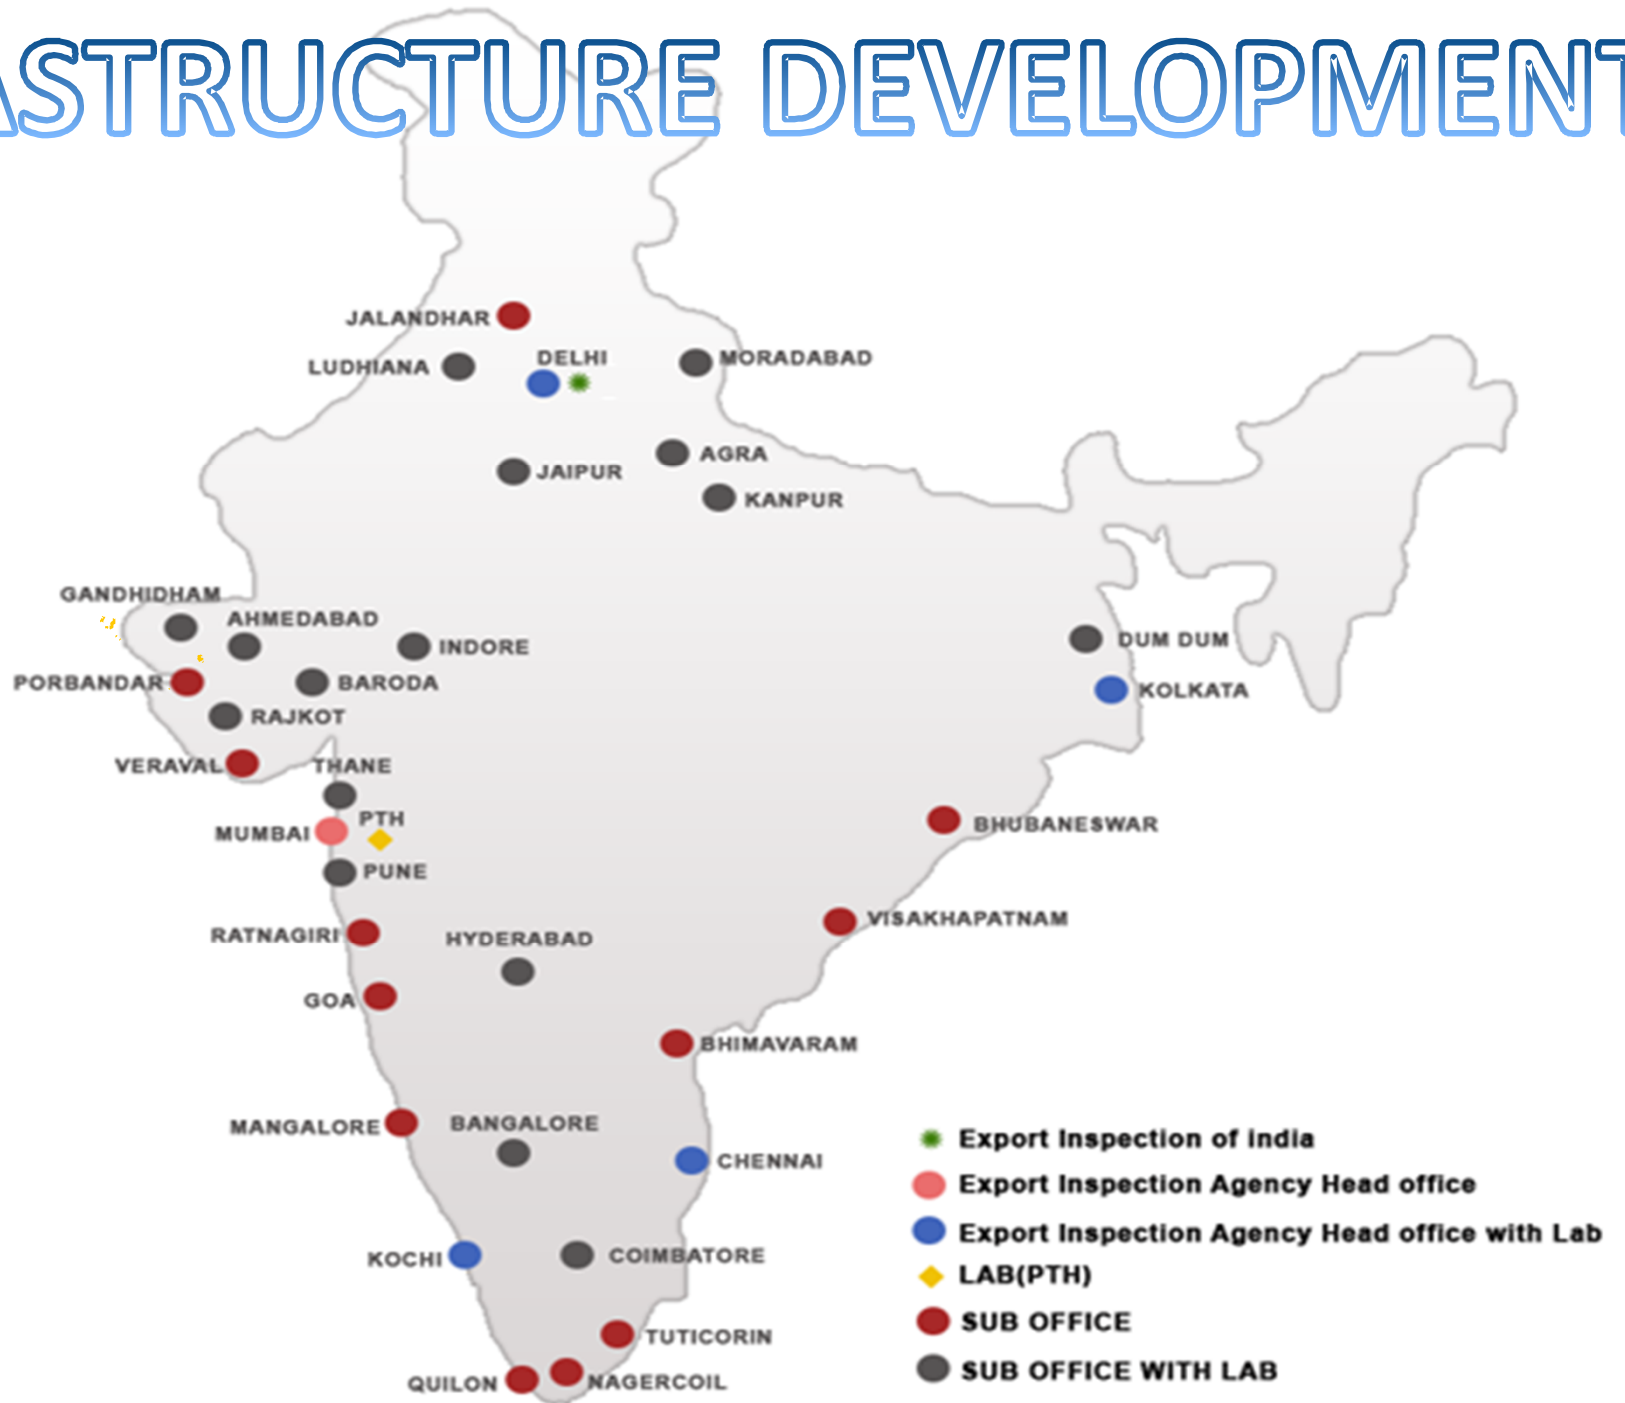 ASTRUCTURE DEVELOPMENT
JALANDHAR
LUDHIANA
DELHI
MORADABAD
AGRA
JAIPUR
KANPUR
GANDHIDHAM
AHMEDABAD
INDORE
DUM DUM
PORBANDAR
BARODA
KOLKATA
RAJKOT
VERAVAL
THANE
PTH
MUMBAI
BHUBANESWAR
PUNE
VISAKHAPATNAM
RATNAGIRI
HYDERABAD
GOA
BHIMAVARAM
MANGALORE
BANGALORE
CHENNAI
KOCHI
COIMBATORE
TUTICORIN
QUILON
NAGERCOIL
Export Inspection of india
Export Inspection Agency Head office
Export Inspection Agency Head office with Lab
LAB(PTH)
SUB OFFICE
SUB OFFICE WITH LAB